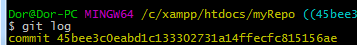 Dor@Dor-PC MINGW64 /c/xampp/htdocs/myRepo ((45bee3
$ git log
commit 45bee3c0eabd1c133302731a14ffecfc815156ae